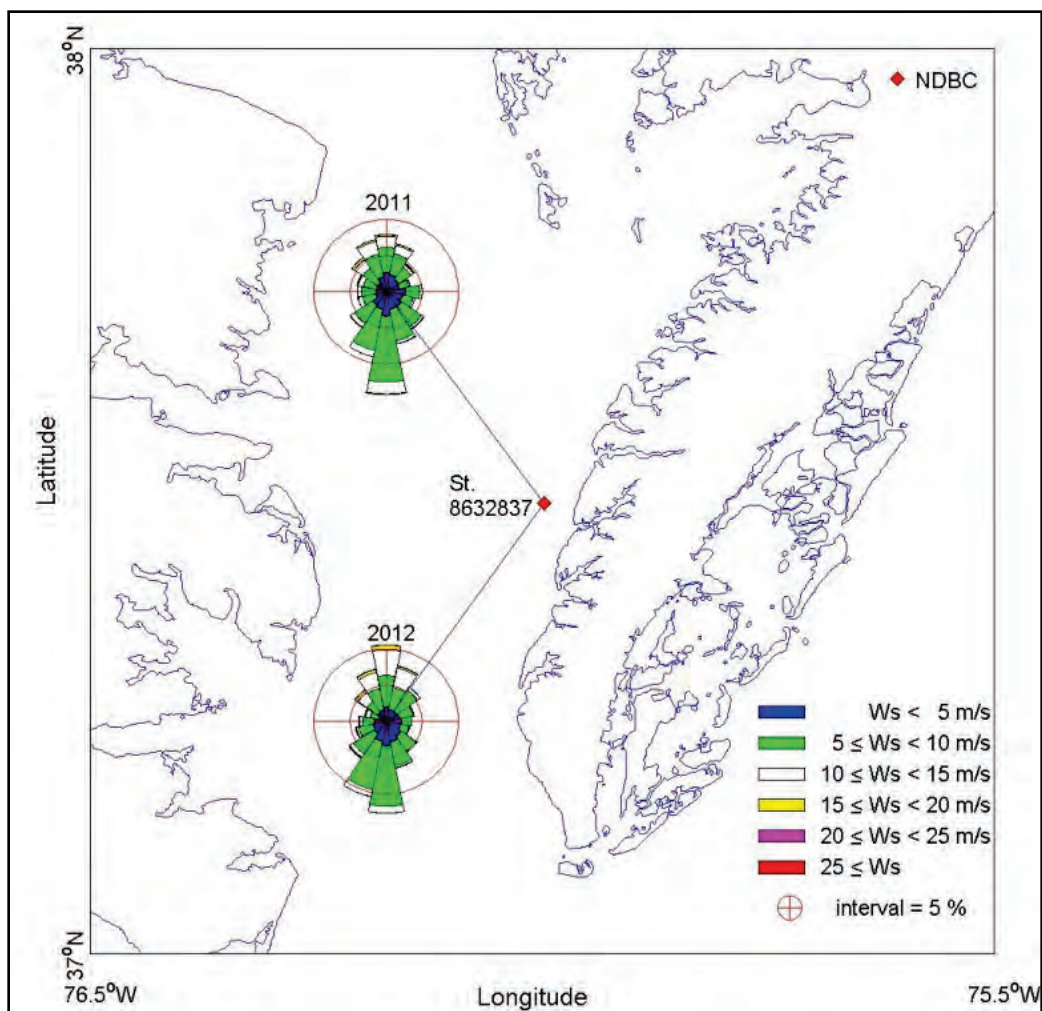 38°N
NDBC
2011
St.
8632837
Latitude
2012
Ws < 5 m/s
5 ≤ Ws < 10 m/s
10 ≤ Ws < 15 m/s
15 ≤ Ws < 20 m/s
20 ≤ Ws < 25 m/s
25 ≤ Ws
interval = 5 %
37°N
76.5°W
Longitude
75.5°W